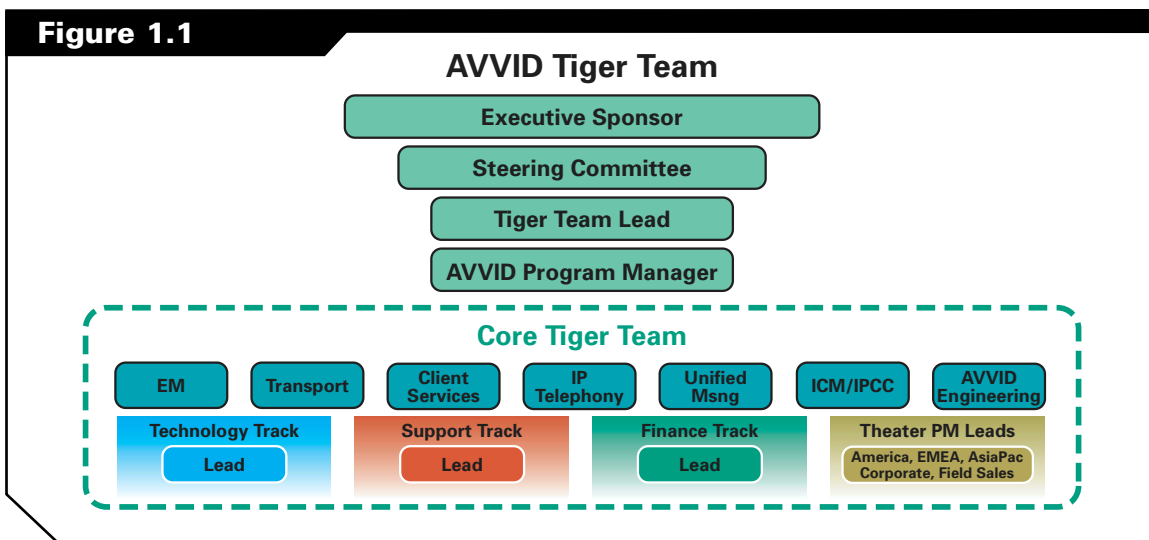 Figure 1.1
AVVID Tiger Team
Executive Sponsor
Steering Committee
Tiger Team Lead
AVVID Program Manager
Core Tiger Team
EM
Transport
Client
Services
IP
Telephony
Unified
Msng
ICM/IPCC
AVVID
Engineering
Technology Track
Lead
Support Track
Lead
Finance Track
Lead
Theater PM Leads
America, EMEA, AsiaPac
Corporate, Field Sales